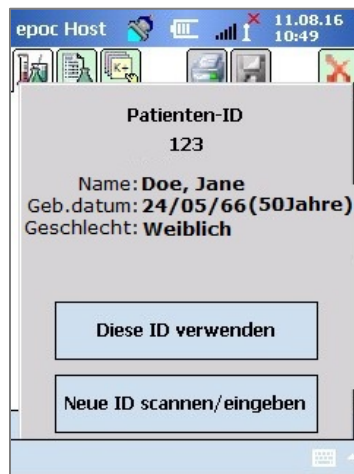 epoc Host 11.08.16
10:49
K+
Patienten-ID
123
Name: Doe, Jane
Geb.datum: 24/05/66(50Jahre)
Geschlecht: Weiblich
Diese ID verwenden
Neue ID scannen/eingeben